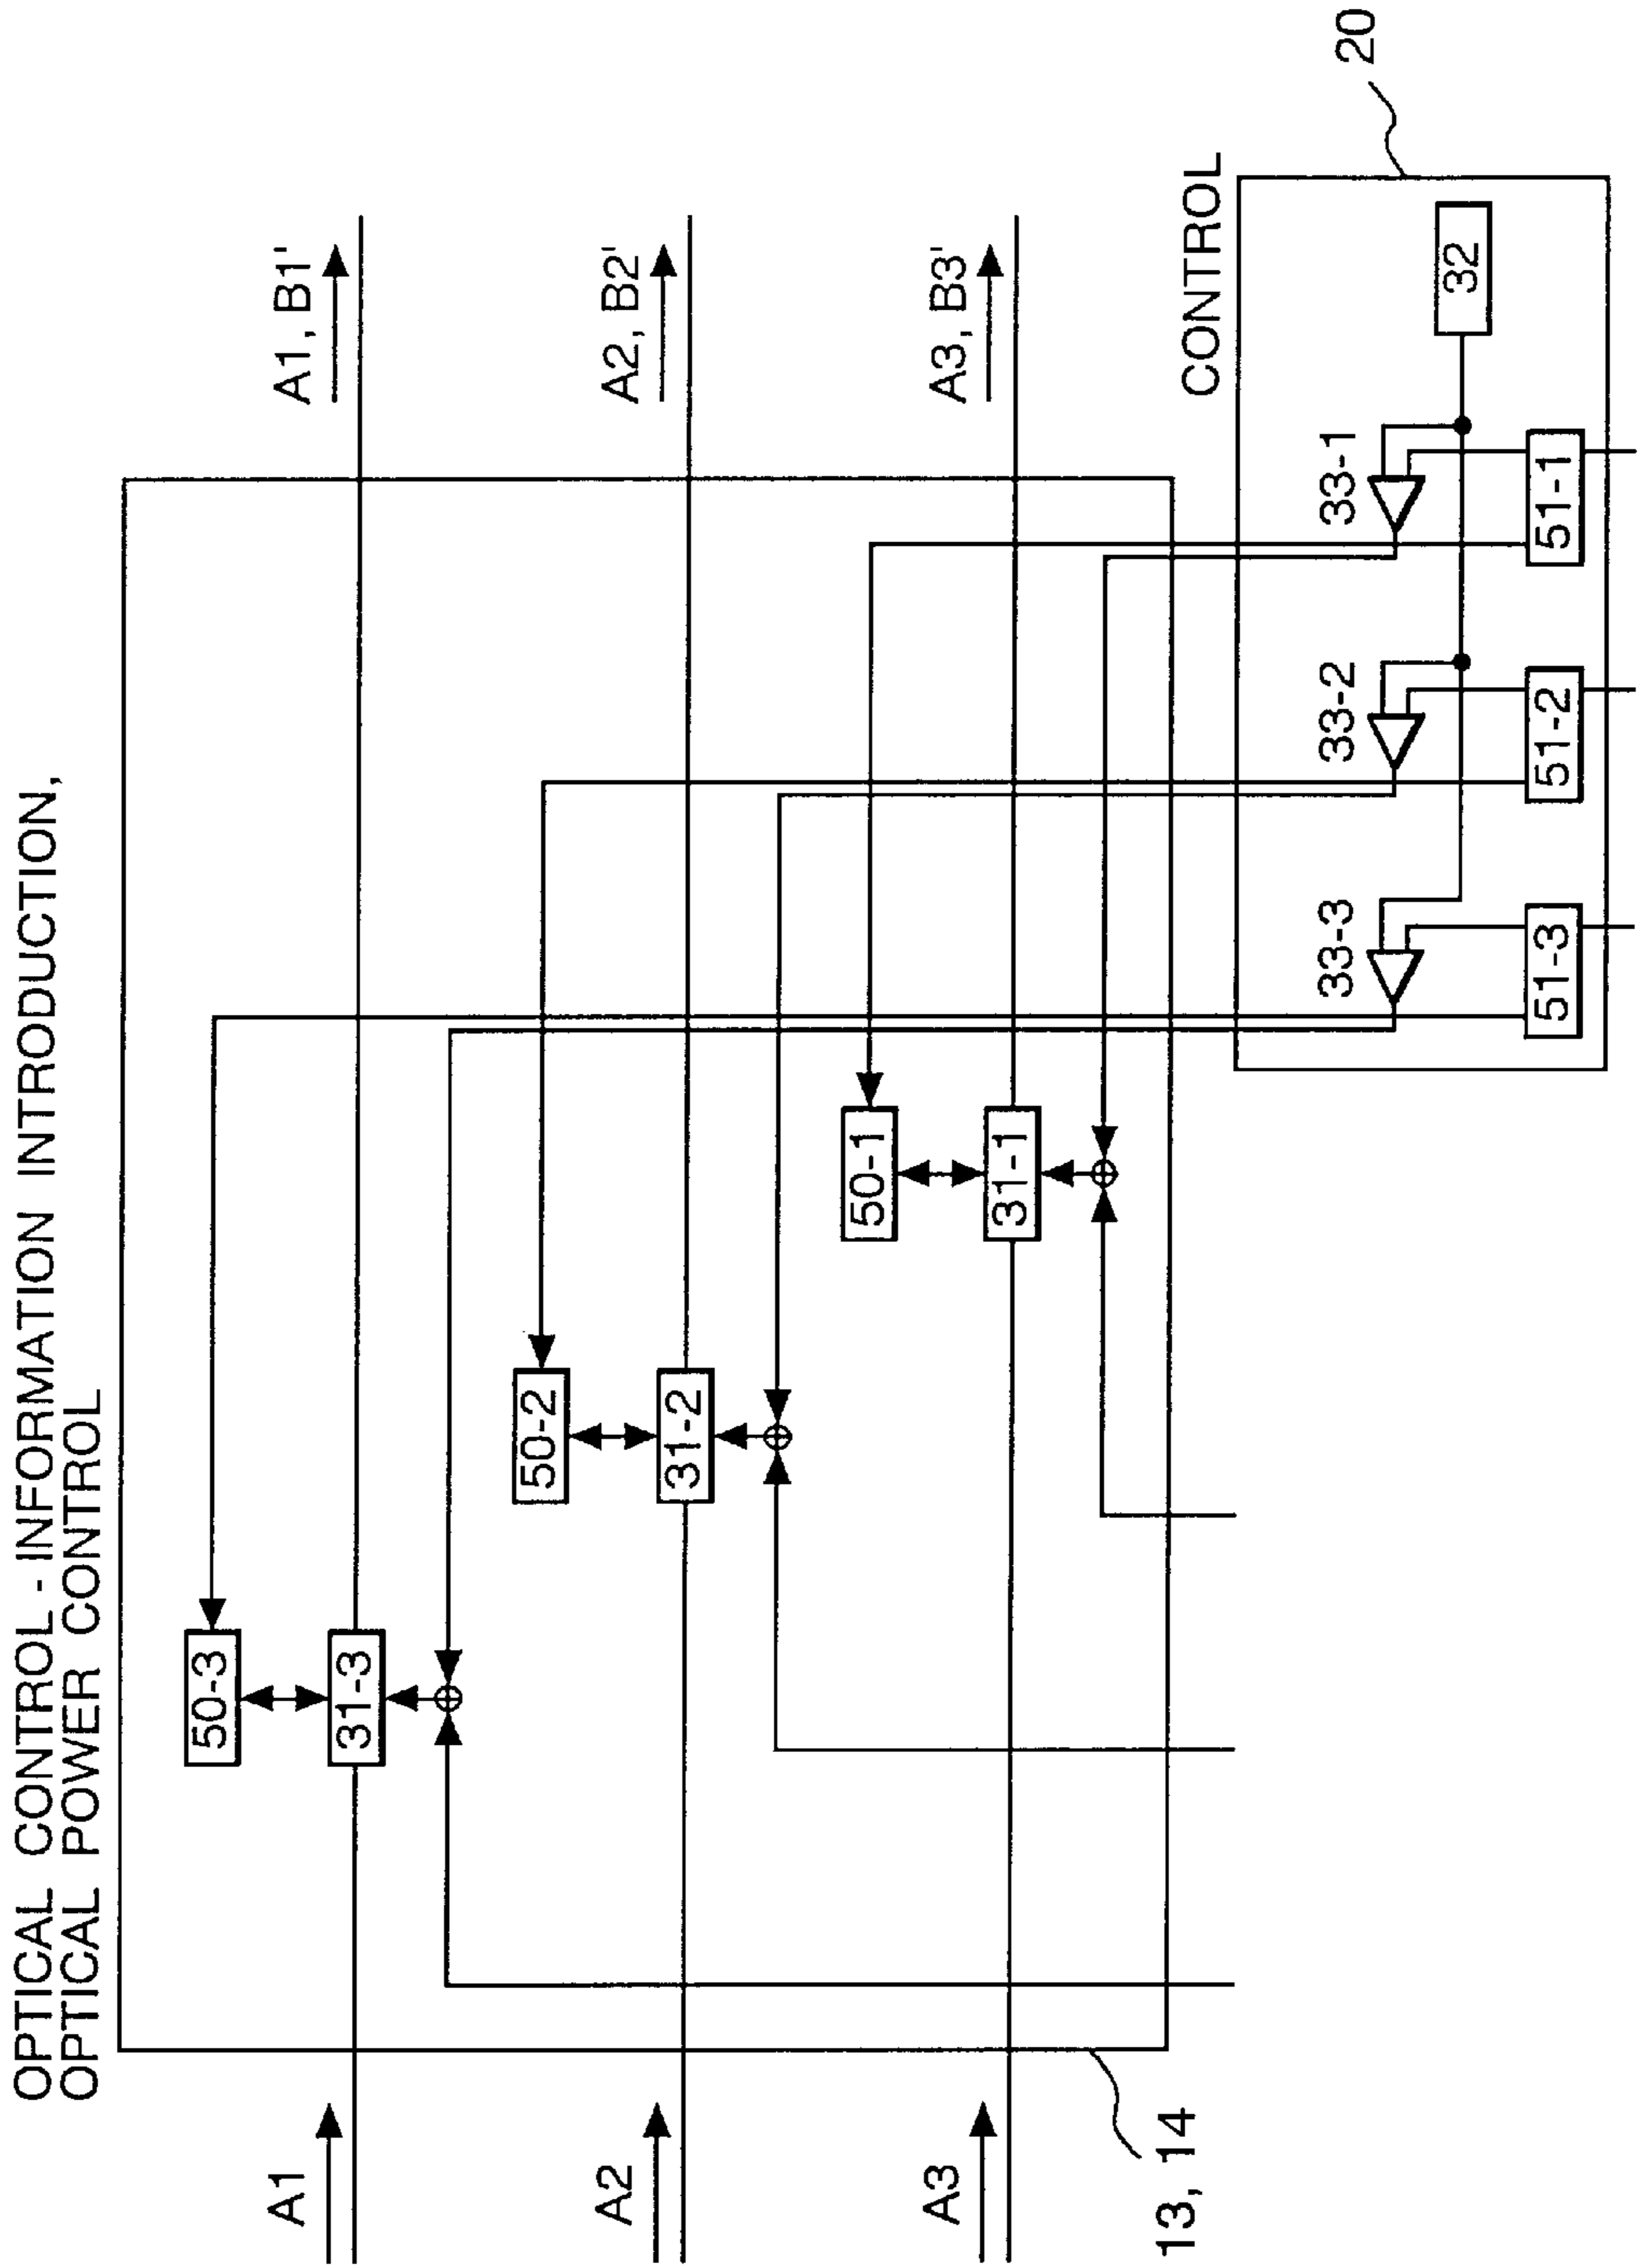 OPTICAL CONTROL - INFORMATION INTRODUCTION,
OPTICAL POWER CONTROL
A1
A1, B1'
50-3
31-3
A2
A2, B2'
50-2
31-2
A3
A3, B3'
50-1
31-1
13, 14
CONTROL
20
33-3
33-2
33-1
32
51-3
51-2
51-1